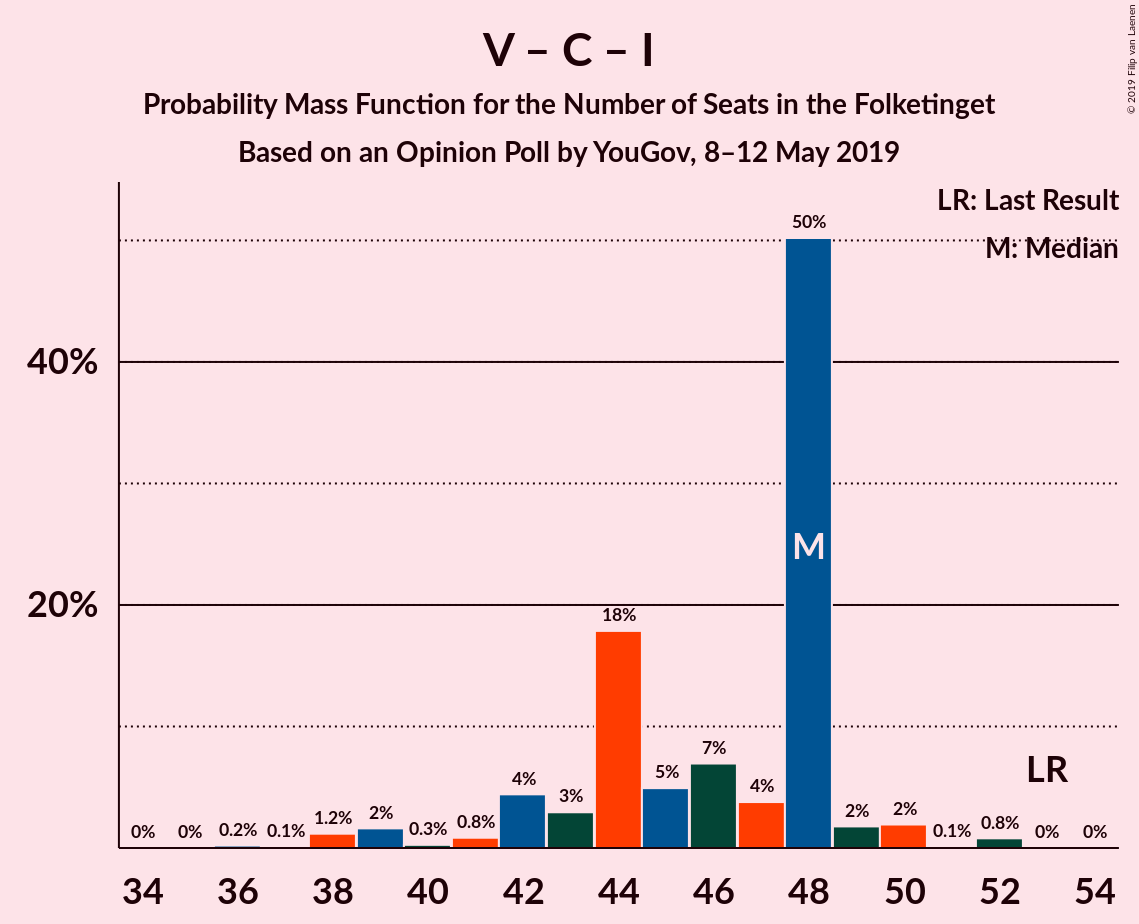 V – C – I
Probability Mass Function for the Number of Seats in the Folketinget
Based on an Opinion Poll by YouGov, 8–12 May 2019
© 2019 Filip van Laenen
LR: Last Result
M: Median
50%
40%
20%
18%
7%
5%
4%
4%
3%
2%
2%
2%
1.2%
0.8%
0.8%
0.3%
0.2%
0.1%
0.1%
0%
0%
0%
0%
M
LR
34 36 38 40 42 44 46 48 50 52 54